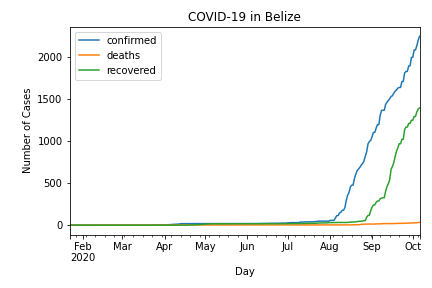 COVID-19 in Belize
confirmed
deaths
recovered
Number of Cases
2000
1500
1000
500
0
Feb Mar Apr May Jun Jul Aug Sep Oct
2020
Day